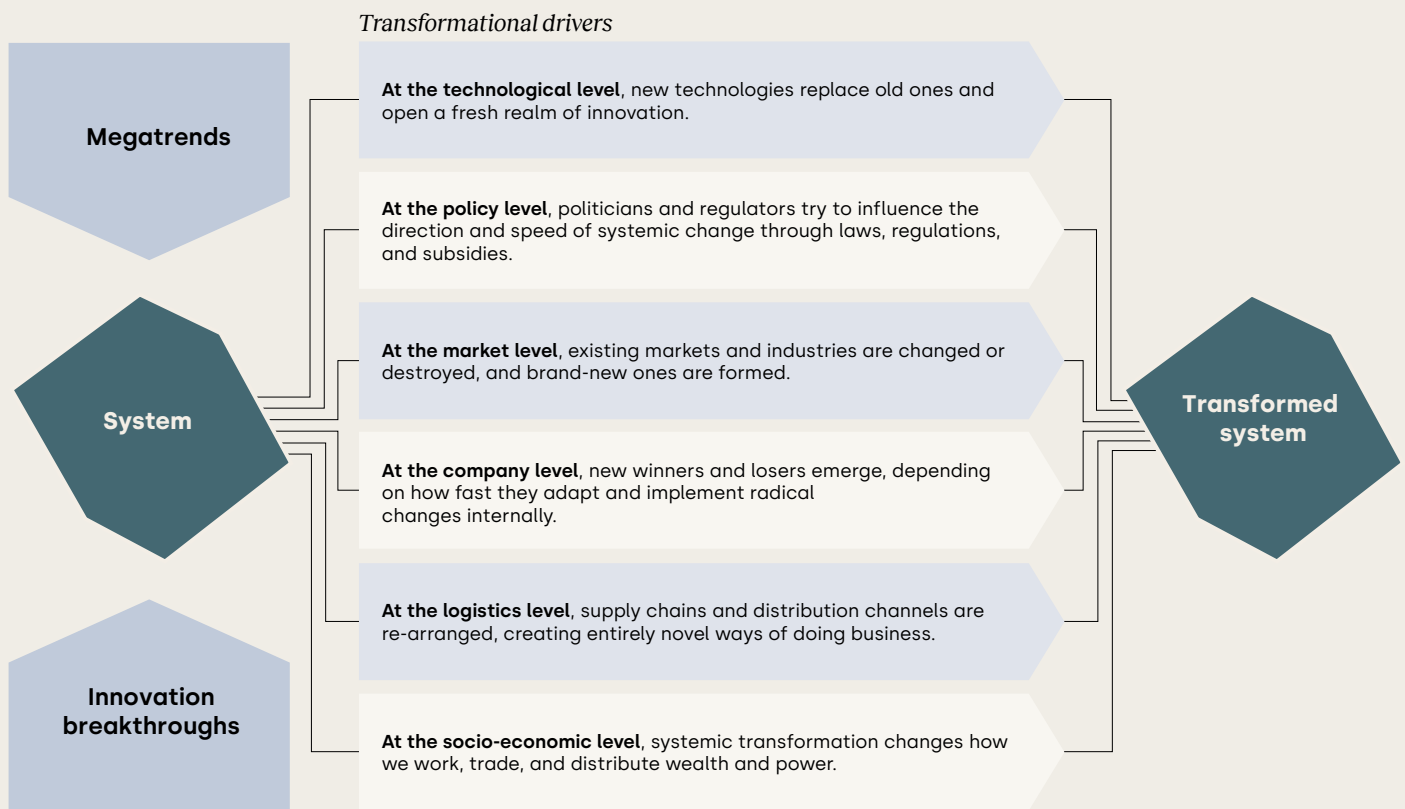 Transformational drivers
Megatrends
At the technological level, new technologies replace old ones and
open a fresh realm of innovation.
At the policy level, politicians and regulators try to influence the
direction and speed of systemic change through laws, regulations,
and subsidies.
System
At the market level, existing markets and industries are changed or
destroyed, and brand-new ones are formed.
At the company level, new winners and losers emerge, depending
on how fast they adapt and implement radical
changes internally.
Transformed
system
Innovation
breakthroughs
At the logistics level, supply chains and distribution channels are
re-arranged, creating entirely novel ways of doing business.
At the socio-economic level, systemic transformation changes how
we work, trade, and distribute wealth and power.